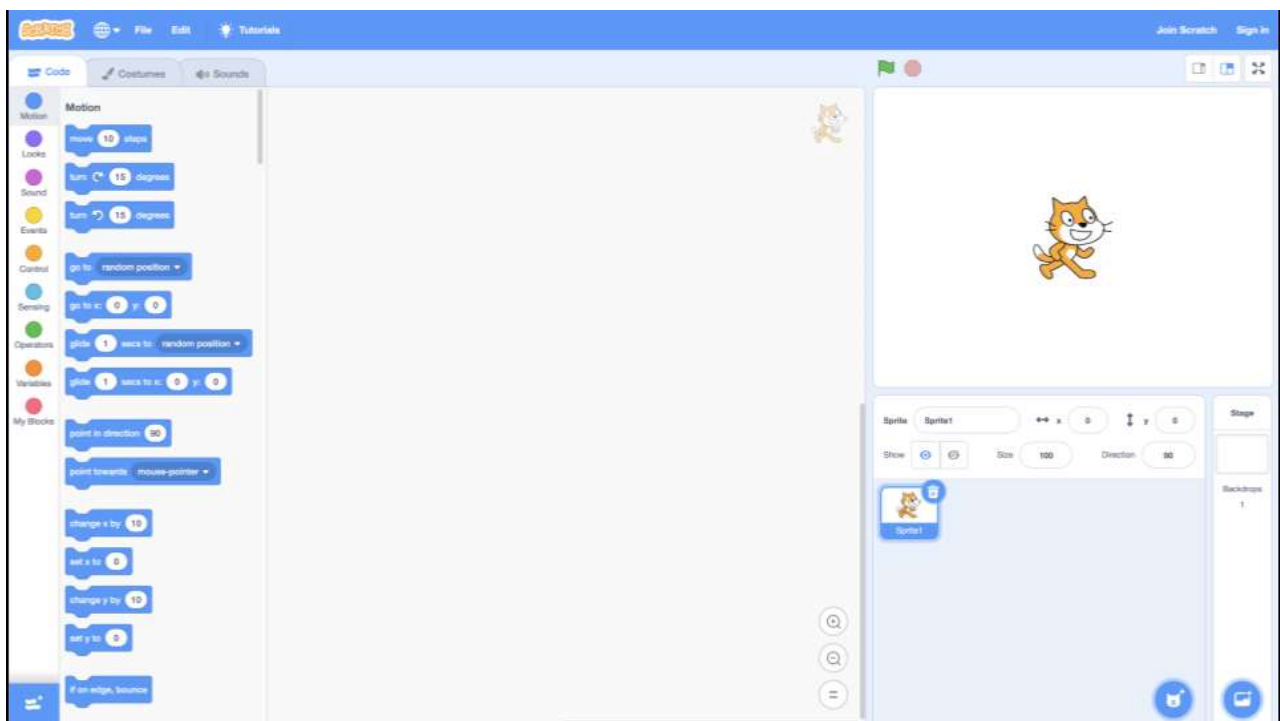 SCRATCH
File Edit Tutorials
Join Scratch Sign in
Code Costumes Sounds
Motion
Looks
Sound
Events
Control
Sensing
Operators
Variables
My Blocks
Motion
move 10 steps
turn 15 degrees
turn 15 degrees
go to random position
go to x: 0 y: 0
glide 1 secs to random position
glide 1 secs to x: 0 y: 0
point in direction 90
point towards mouse-pointer
change x by 10
set x to 0
change y by 10
set y to 0
if on edge, bounce
Sprite Sprite1 x 0 y 0
Show Size 100 Direction 90
Sprite1
Stage
Backdrops
1